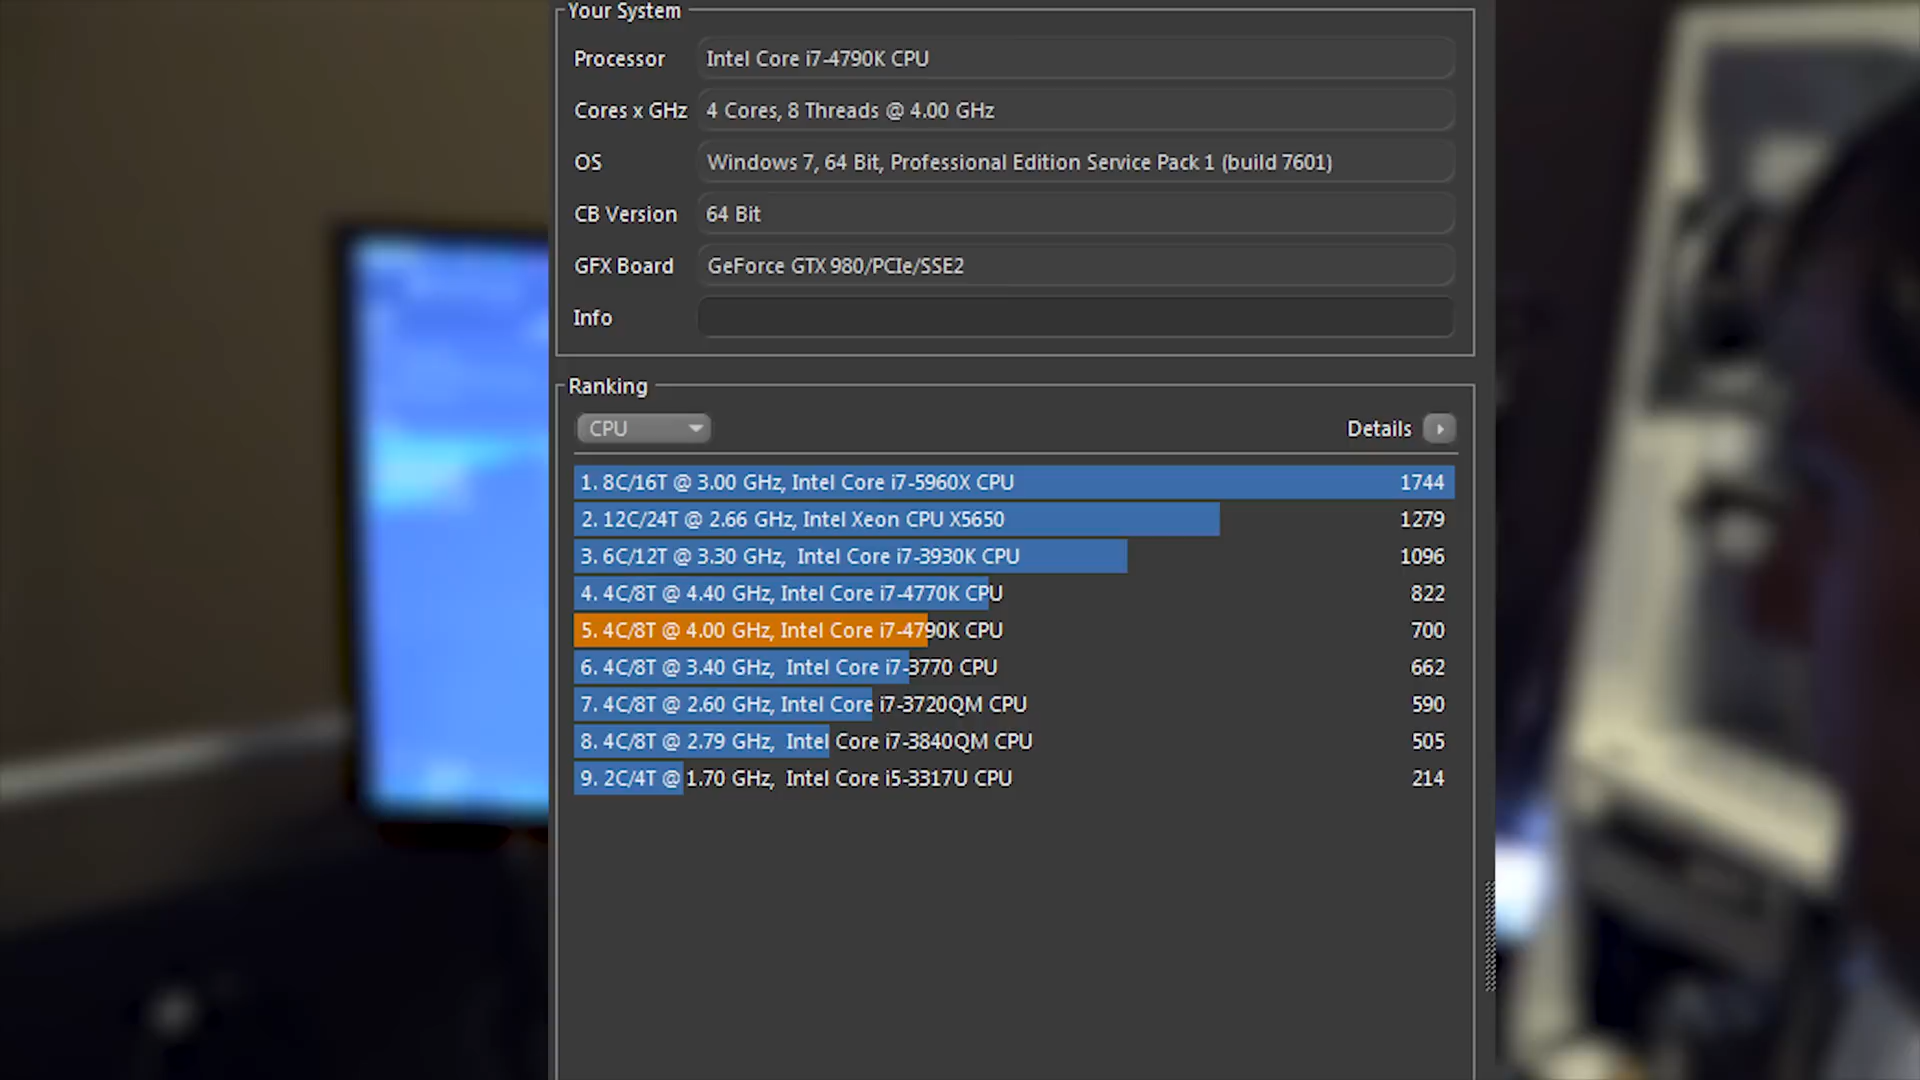 Your System
Processor Intel Core i7-4790K CPU
Cores x GHz 4 Cores, 8 Threads @ 4.00 GHz
OS Windows 7, 64 Bit, Professional Edition Service Pack 1 (build 7601)
CB Version 64 Bit
GFX Board GeForce GTX 980/PCIe/SSE2
Info
Ranking
CPU Details
1. 8C/16T @ 3.00 GHz, Intel Core i7-5960X CPU 1744
2. 12C/24T @ 2.66 GHz, Intel Xeon CPU X5650 1279
3. 6C/12T @ 3.30 GHz, Intel Core i7-3930K CPU 1096
4. 4C/8T @ 4.40 GHz, Intel Core i7-4770K CPU 822
5. 4C/8T @ 4.00 GHz, Intel Core i7-4790K CPU 700
6. 4C/8T @ 3.40 GHz, Intel Core i7-3770 CPU 662
7. 4C/8T @ 2.60 GHz, Intel Core i7-3720QM CPU 590
8. 4C/8T @ 2.79 GHz, Intel Core i7-3840QM CPU 505
9. 2C/4T @ 1.70 GHz, Intel Core i5-3317U CPU 214